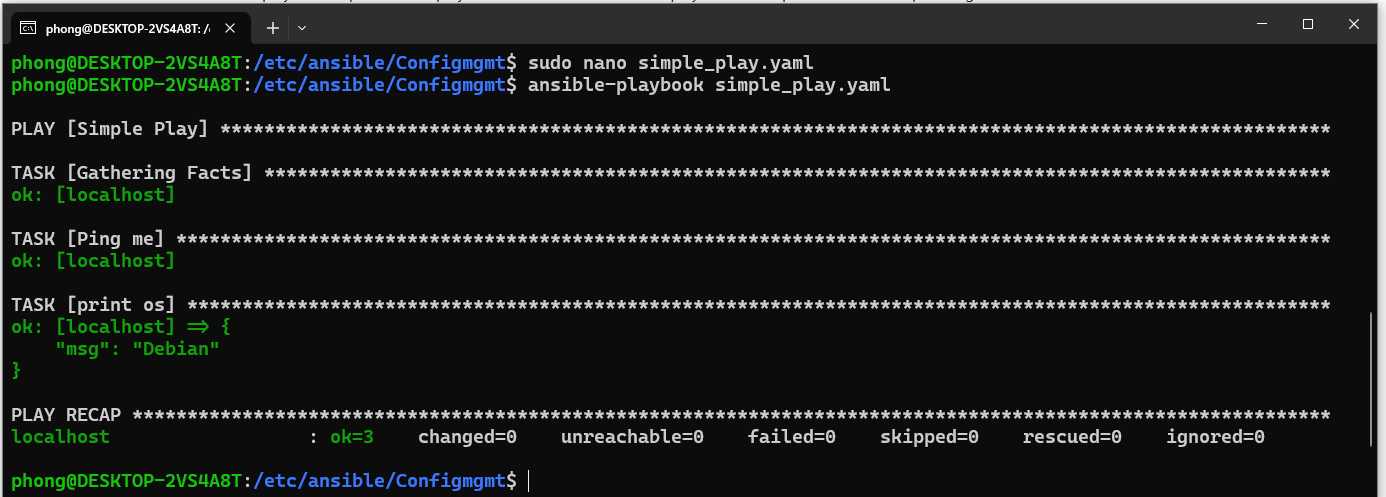 phong@DESKTOP-2VS4A8T: /
phong@DESKTOP-2VS4A8T:/etc/ansible/Configmgmt$ sudo nano simple_play.yaml
phong@DESKTOP-2VS4A8T:/etc/ansible/Configmgmt$ ansible-playbook simple_play.yaml
PLAY [Simple Play] *****************************************************************************************************
TASK [Gathering Facts] *************************************************************************************************
ok: [localhost]
TASK [Ping me] *********************************************************************************************************
ok: [localhost]
TASK [print os] ********************************************************************************************************
ok: [localhost] => {
    "msg": "Debian"
}
PLAY RECAP *************************************************************************************************************
localhost                  : ok=3    changed=0    unreachable=0    failed=0    skipped=0    rescued=0    ignored=0
phong@DESKTOP-2VS4A8T:/etc/ansible/Configmgmt$